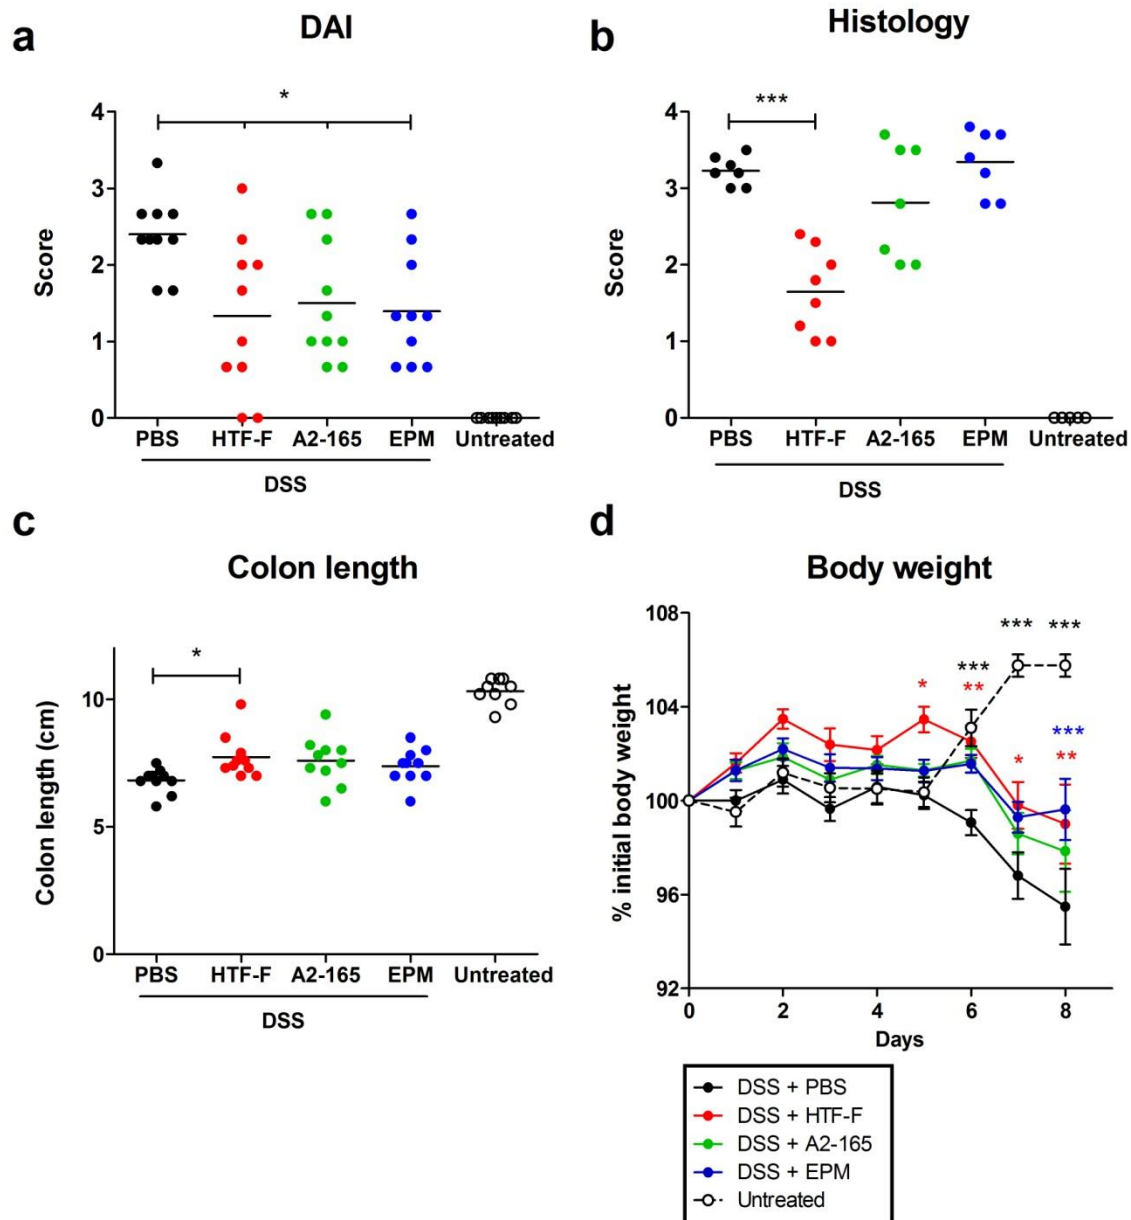 a
DAI
*
Score
4
3
2
1
0
PBS HTF-F A2-165 EPM Untreated
DSS
b
Histology
***
Score
4
3
2
1
0
PBS HTF-F A2-165 EPM Untreated
DSS
c
Colon length
*
Colon length (cm)
10
5
0
PBS HTF-F A2-165 EPM Untreated
DSS
d
Body weight
% initial body weight
108
104
100
96
92
*** ***
***
* **
***
* **
0 2 4 6 8
Days
DSS + PBS
DSS + HTF-F
DSS + A2-165
DSS + EPM
Untreated